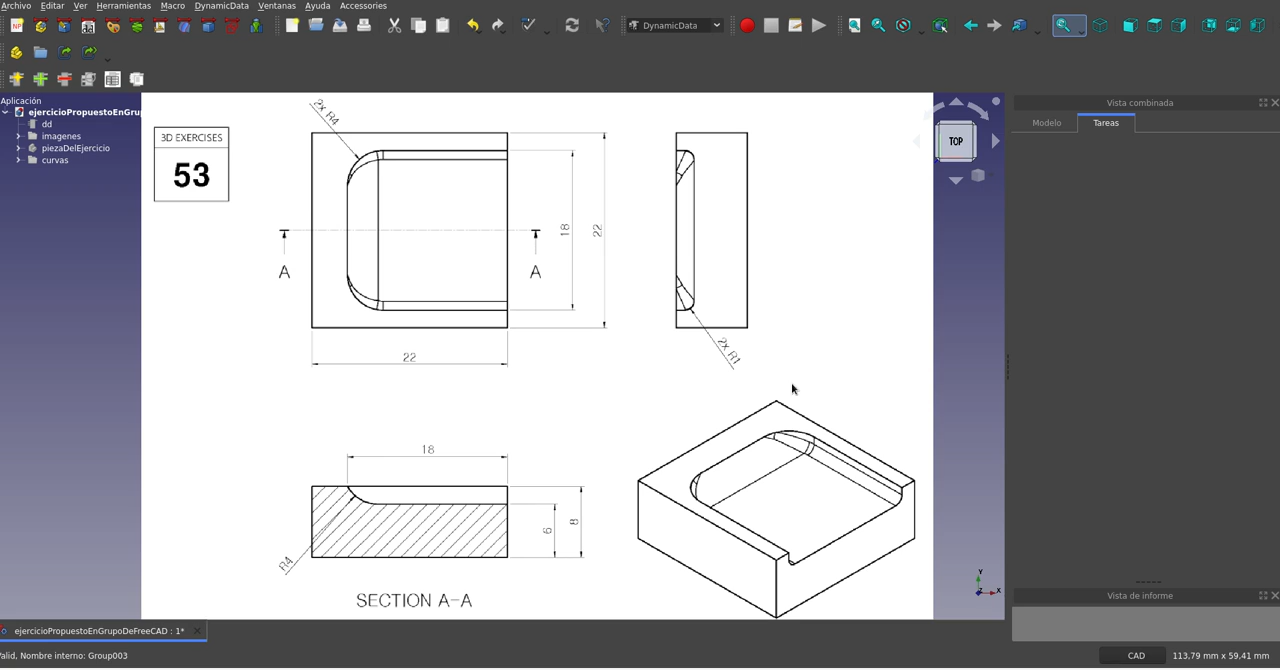 Archivo Editar Ver Herramientas Macro DynamicData Ventanas Ayuda Accessories
DynamicData
Aplicación
ejercicioPropuestoEnGru
dd
imagenes
piezaDelEjercicio
curvas
3D EXERCISES
53
2x R4
A
A
18
22
22
2x R1
18
6
8
R4
SECTION A-A
TOP
Y
Z
X
Vista combinada
Modelo
Tareas
Vista de informe
ejercicioPropuestoEnGrupoDeFreeCAD : 1*
alid, Nombre interno: Group003
CAD
113,79 mm x 59,41 mm